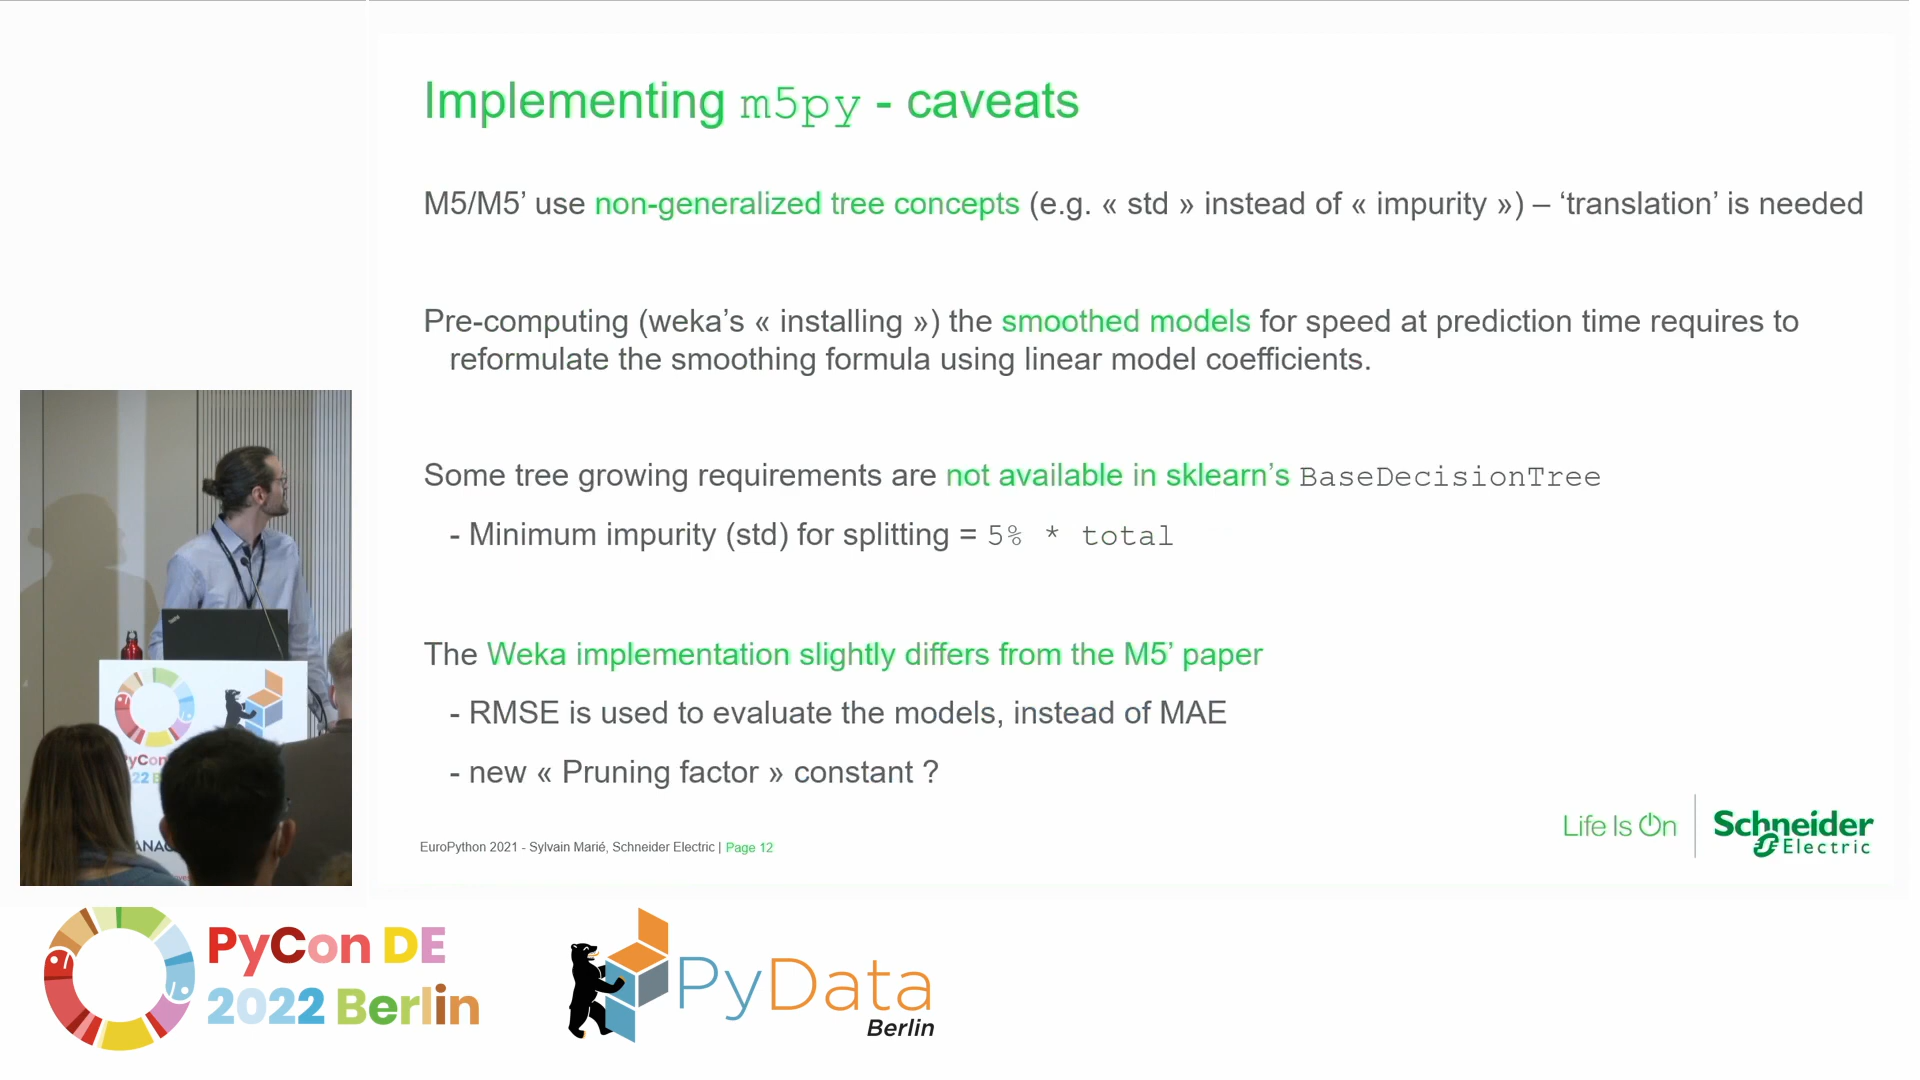 Implementing m5py - caveats
M5/M5’ use non-generalized tree concepts (e.g. « std » instead of « impurity ») – ‘translation’ is needed
Pre-computing (weka’s « installing ») the smoothed models for speed at prediction time requires to
reformulate the smoothing formula using linear model coefficients.
Some tree growing requirements are not available in sklearn’s BaseDecisionTree
- Minimum impurity (std) for splitting = 5% * total
The Weka implementation slightly differs from the M5’ paper
- RMSE is used to evaluate the models, instead of MAE
- new « Pruning factor » constant ?
EuroPython 2021 - Sylvain Marié, Schneider Electric | Page 12
Life Is On
Schneider
Electric
PyCon DE
2022 Berlin
PyData
Berlin